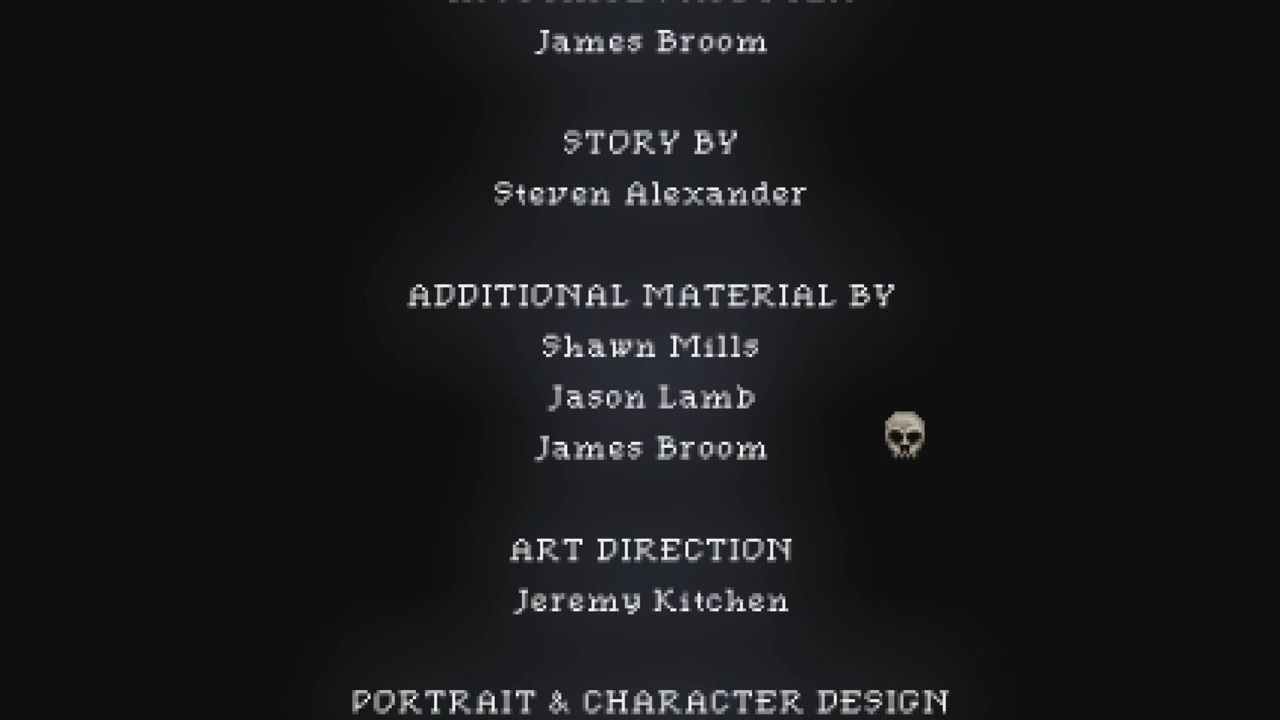 James Broom
STORY BY
Steven Alexander
ADDITIONAL MATERIAL BY
Shawn Mills
Jason Lamb
James Broom
ART DIRECTION
Jeremy Kitchen
PORTRAIT & CHARACTER DESIGN